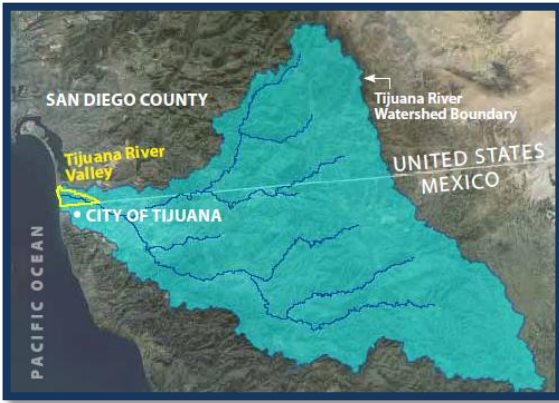 SAN DIEGO COUNTY
Tijuana River
Watershed Boundary
Tijuana River
Valley
UNITED STATES
MEXICO
CITY OF TIJUANA
PACIFIC OCEAN